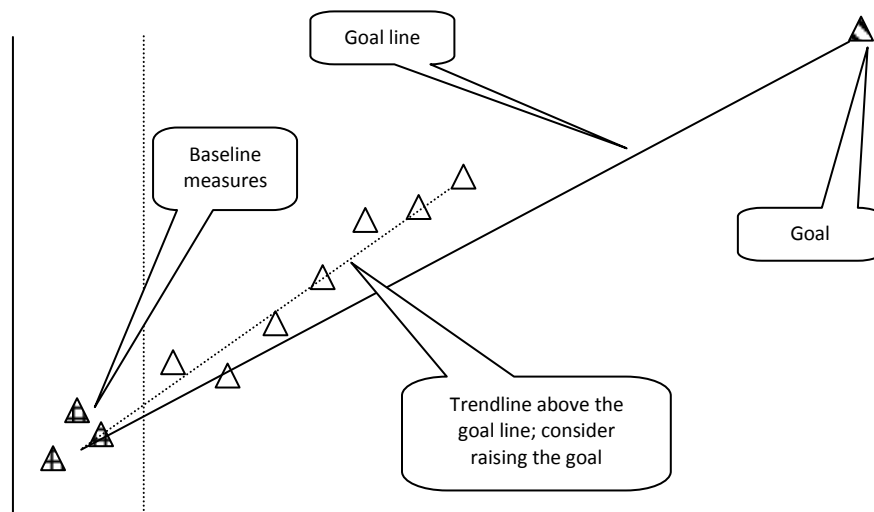 Goal line
Baseline
measures
Goal
Trendline above the
goal line; consider
raising the goal